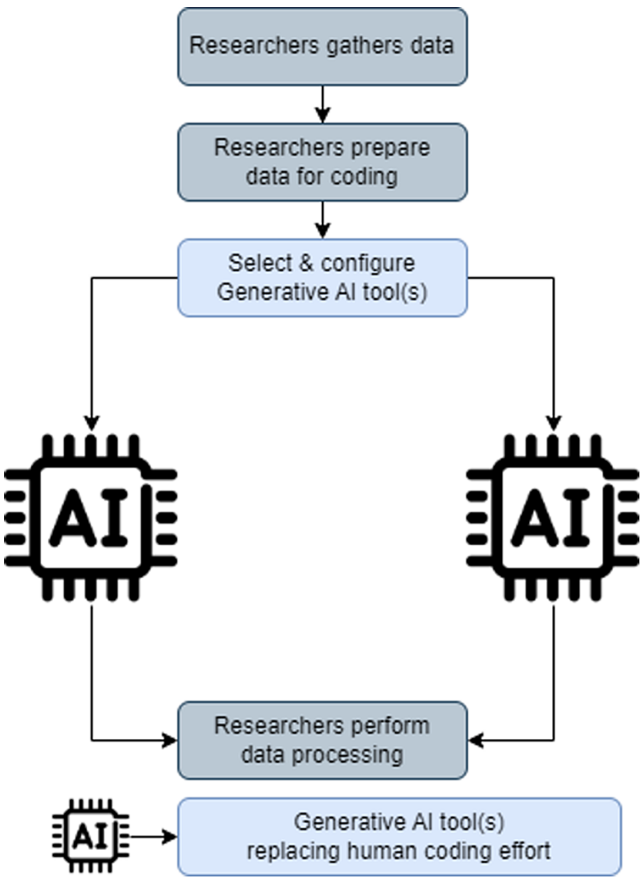 Researchers gathers data
Researchers prepare
data for coding
Select & configure
Generative AI tool(s)
AI
AI
Researchers perform
data processing
AI
Generative AI tool(s)
replacing human coding effort